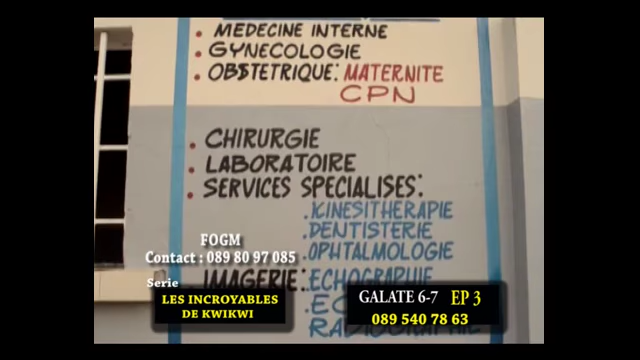 . MEDECINE INTERNE
. GYNECOLOGIE
. OBSTETRIQUE: MATERNITE
CPN
. CHIRURGIE
. LABORATOIRE
. SERVICES SPECIALISES:
. KINESITHERAPIE
. DENTISTERIE
. OPHTALMOLOGIE
IMAGERIE: . ECHOGRAPHIE
RADIOGRAPHIE
FOGM
Contact : 089 80 97 085
Serie
LES INCROYABLES
DE KWIKWI
GALATE 6-7 EP 3
089 540 78 63